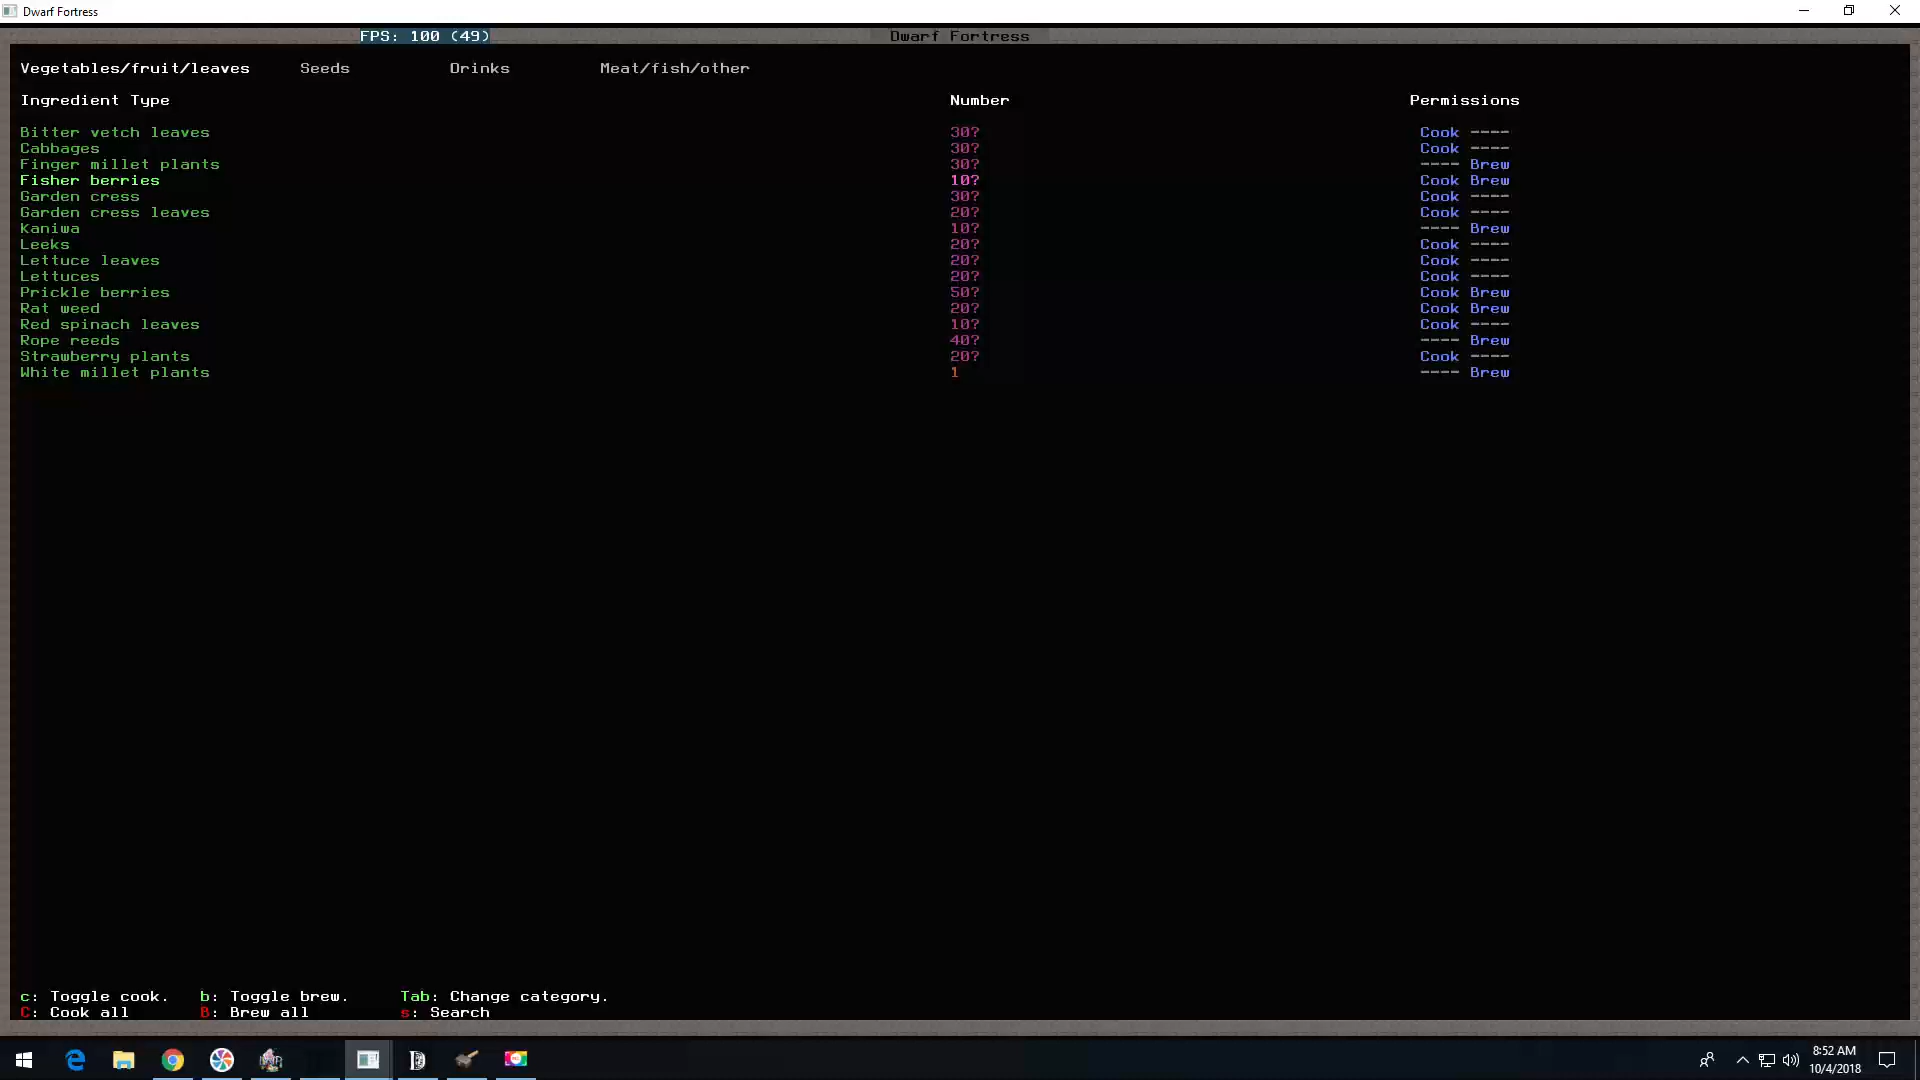 Dwarf Fortress
FPS: 100 (49) Dwarf Fortress
Vegetables/fruit/leaves Seeds Drinks Meat/fish/other
Ingredient Type Number Permissions
Bitter vetch leaves 30? Cook ----
Cabbages 30? Cook ----
Finger millet plants 30? ---- Brew
Fisher berries 10? Cook Brew
Garden cress 30? Cook ----
Garden cress leaves 20? Cook ----
Kaniwa 10? ---- Brew
Leeks 20? Cook ----
Lettuce leaves 20? Cook ----
Lettuces 20? Cook ----
Prickle berries 50? Cook Brew
Rat weed 20? Cook Brew
Red spinach leaves 10? Cook ----
Rope reeds 40? ---- Brew
Strawberry plants 20? Cook ----
White millet plants 1 ---- Brew
c: Toggle cook. b: Toggle brew. Tab: Change category.
C: Cook all B: Brew all s: Search
8:52 AM
10/4/2018